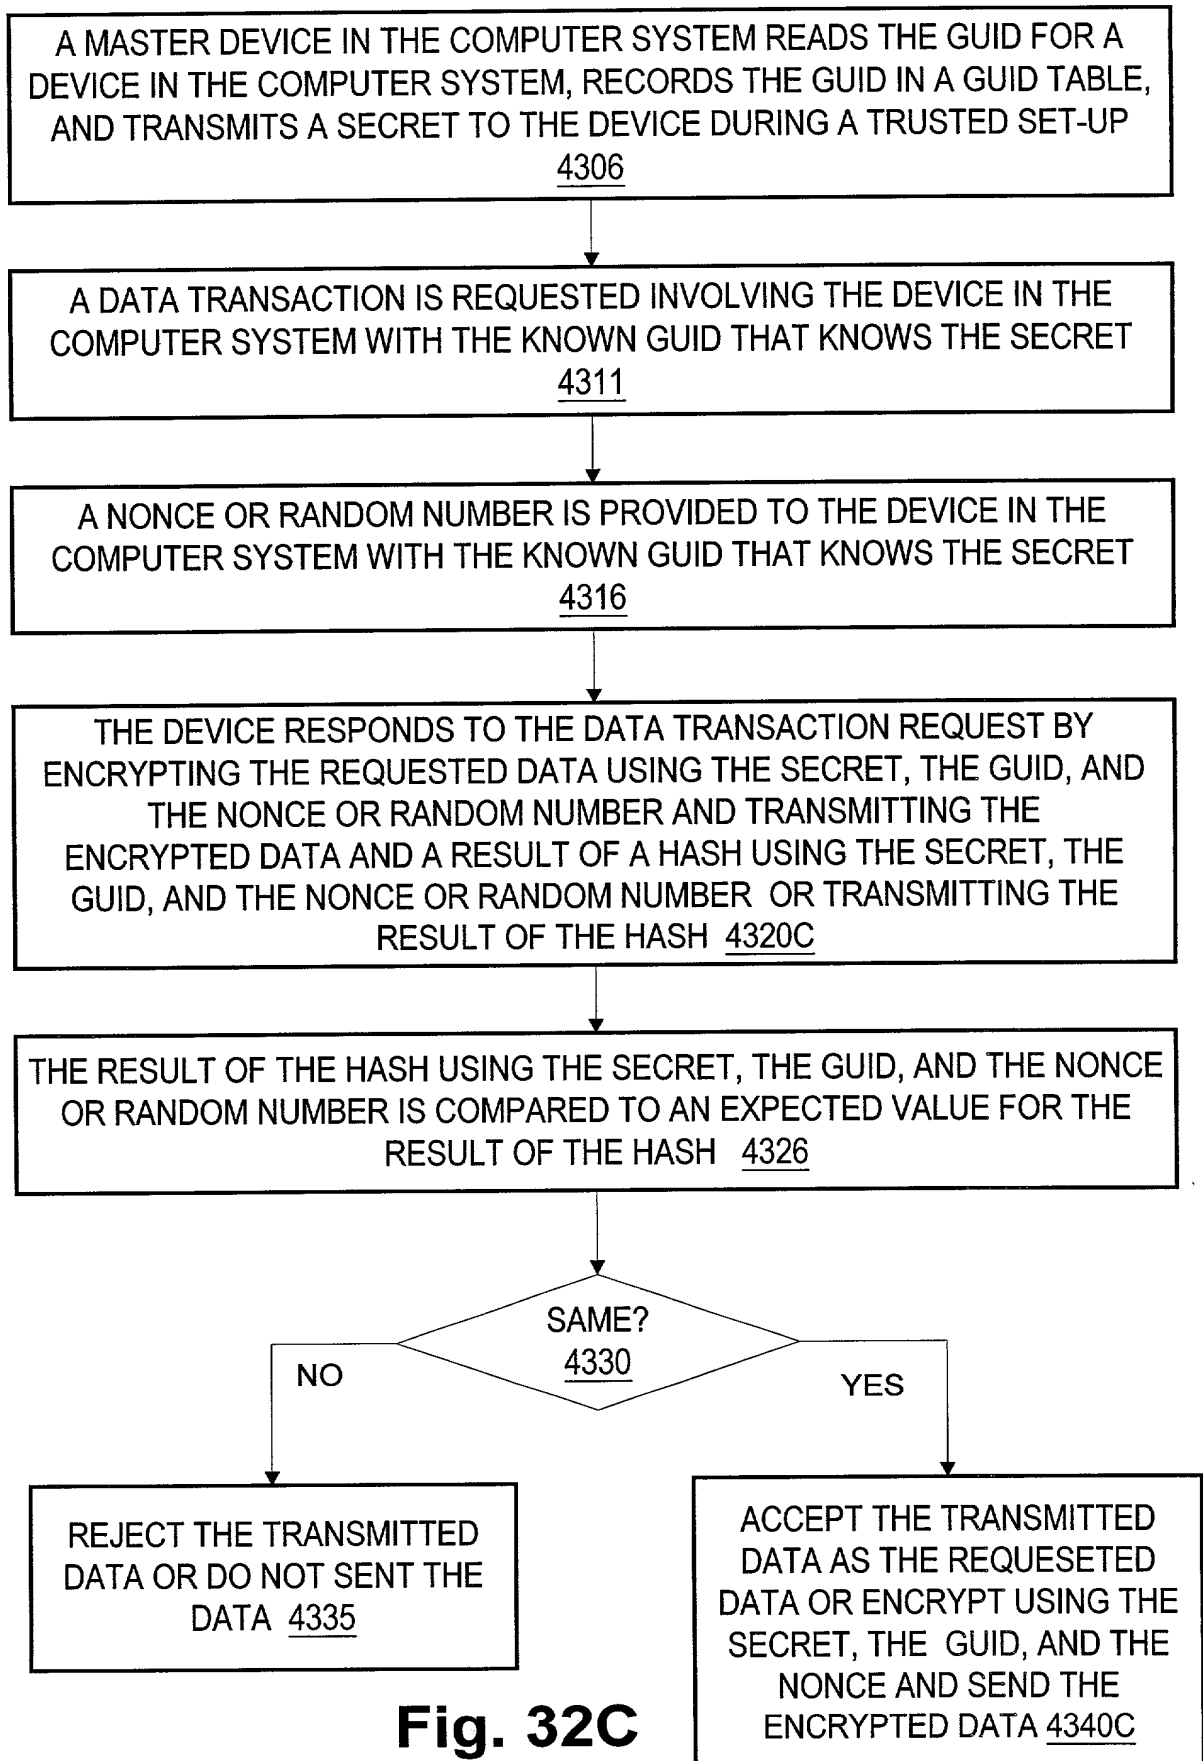 A MASTER DEVICE IN THE COMPUTER SYSTEM READS THE GUID FOR A
DEVICE IN THE COMPUTER SYSTEM, RECORDS THE GUID IN A GUID TABLE,
AND TRANSMITS A SECRET TO THE DEVICE DURING A TRUSTED SET-UP
4306
A DATA TRANSACTION IS REQUESTED INVOLVING THE DEVICE IN THE
COMPUTER SYSTEM WITH THE KNOWN GUID THAT KNOWS THE SECRET
4311
A NONCE OR RANDOM NUMBER IS PROVIDED TO THE DEVICE IN THE
COMPUTER SYSTEM WITH THE KNOWN GUID THAT KNOWS THE SECRET
4316
THE DEVICE RESPONDS TO THE DATA TRANSACTION REQUEST BY
ENCRYPTING THE REQUESTED DATA USING THE SECRET, THE GUID, AND
THE NONCE OR RANDOM NUMBER AND TRANSMITTING THE
ENCRYPTED DATA AND A RESULT OF A HASH USING THE SECRET, THE
GUID, AND THE NONCE OR RANDOM NUMBER OR TRANSMITTING THE
RESULT OF THE HASH 4320C
THE RESULT OF THE HASH USING THE SECRET, THE GUID, AND THE NONCE
OR RANDOM NUMBER IS COMPARED TO AN EXPECTED VALUE FOR THE
RESULT OF THE HASH 4326
SAME?
4330
NO
YES
REJECT THE TRANSMITTED
DATA OR DO NOT SENT THE
DATA 4335
ACCEPT THE TRANSMITTED
DATA AS THE REQUESETED
DATA OR ENCRYPT USING THE
SECRET, THE GUID, AND THE
NONCE AND SEND THE
ENCRYPTED DATA 4340C
Fig. 32C